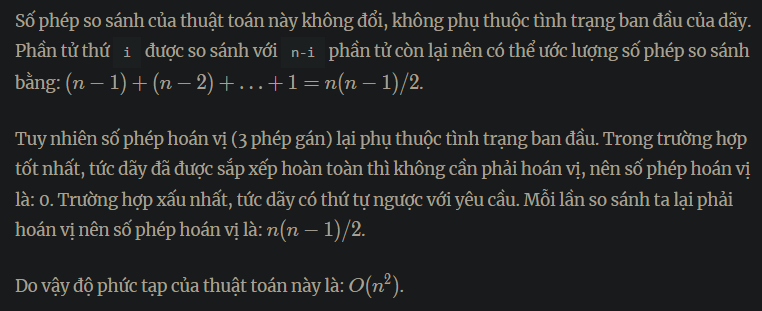 Số phép so sánh của thuật toán này không đổi, không phụ thuộc tình trạng ban đầu của dãy.
Phần tử thứ i được so sánh với n-i phần tử còn lại nên có thể ước lượng số phép so sánh
bằng: (n − 1) + (n − 2) + ... + 1 = n(n − 1)/2.
Tuy nhiên số phép hoán vị (3 phép gán) lại phụ thuộc tình trạng ban đầu. Trong trường hợp
tốt nhất, tức dãy đã được sắp xếp hoàn toàn thì không cần phải hoán vị, nên số phép hoán vị
là: 0. Trường hợp xấu nhất, tức dãy có thứ tự ngược với yêu cầu. Mỗi lần so sánh ta lại phải
hoán vị nên số phép hoán vị là: n(n − 1)/2.
Do vậy độ phức tạp của thuật toán này là: O(n²).